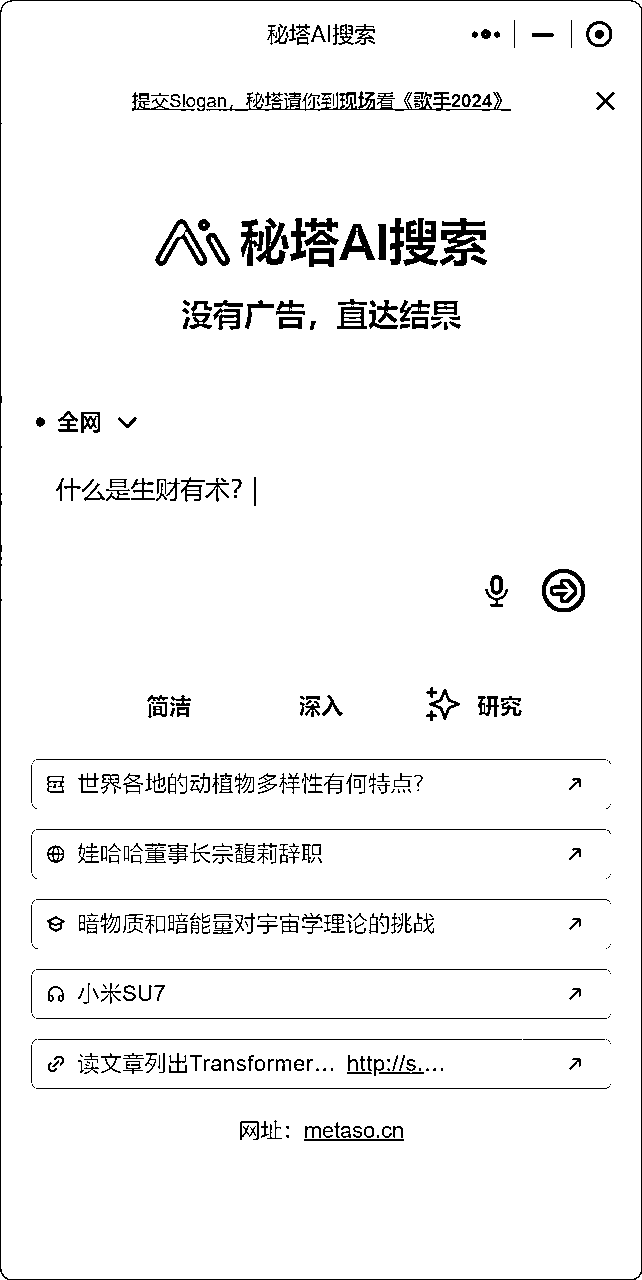 秘塔AI搜索
提交Slogan，秘塔请你到现场看《歌手2024》
秘塔AI搜索
没有广告，直达结果
全网
什么是生财有术？
简洁 深入 研究
世界各地的动植物多样性有何特点？
娃哈哈董事长宗馥莉辞职
暗物质和暗能量对宇宙学理论的挑战
小米SU7
读文章列出Transformer... http://s....
网址：metaso.cn